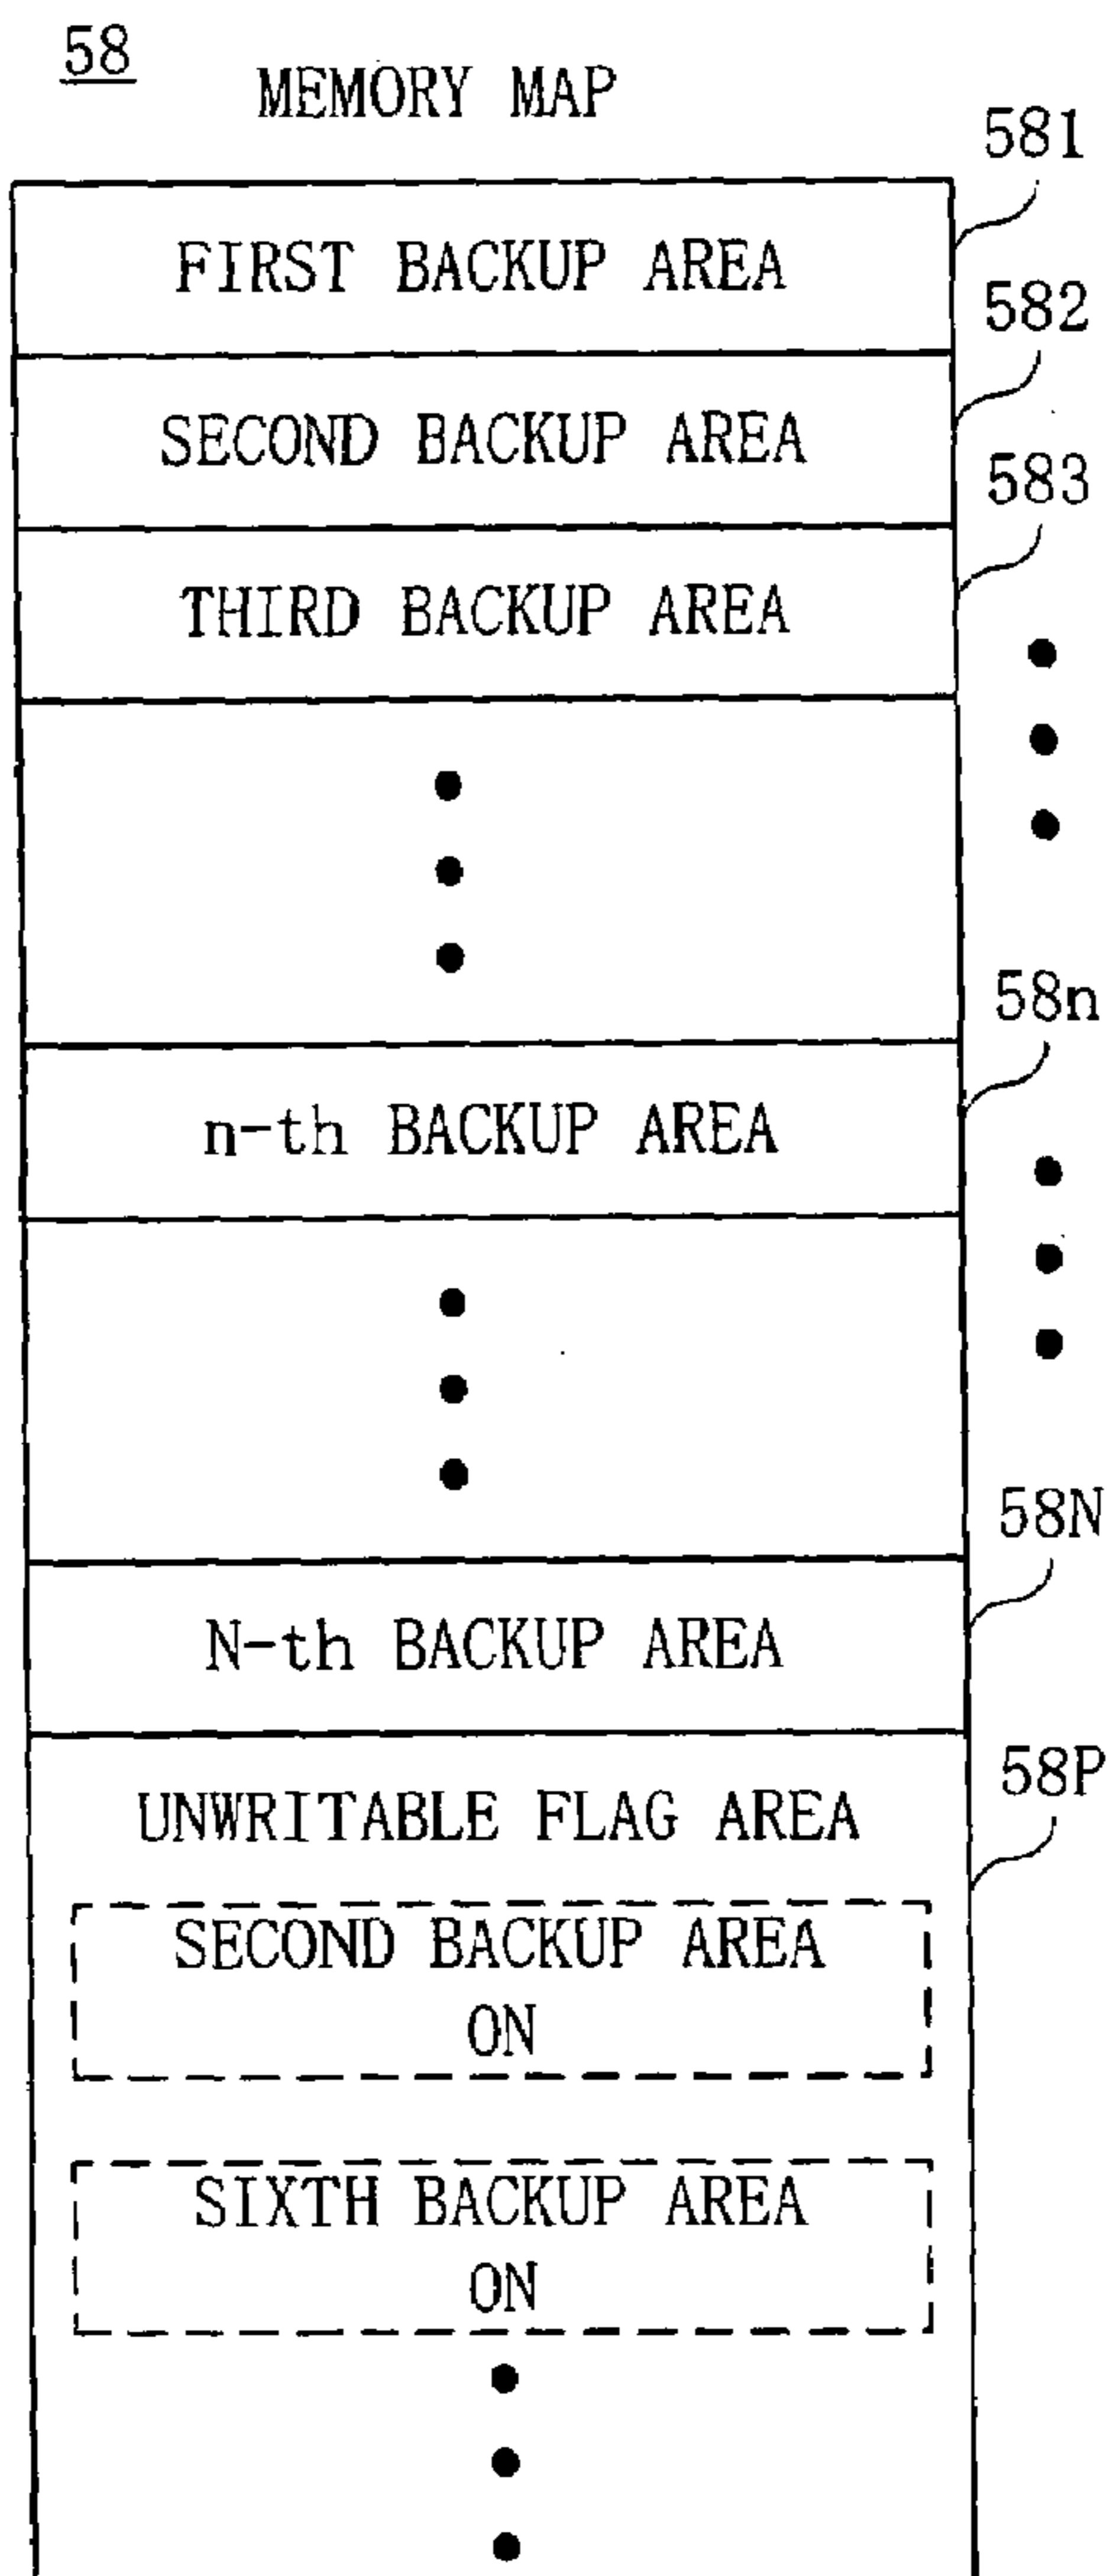 58
MEMORY MAP
581
FIRST BACKUP AREA
582
SECOND BACKUP AREA
583
THIRD BACKUP AREA
58n
n-th BACKUP AREA
58N
N-th BACKUP AREA
58P
UNWRITABLE FLAG AREA
SECOND BACKUP AREA
ON
SIXTH BACKUP AREA
ON